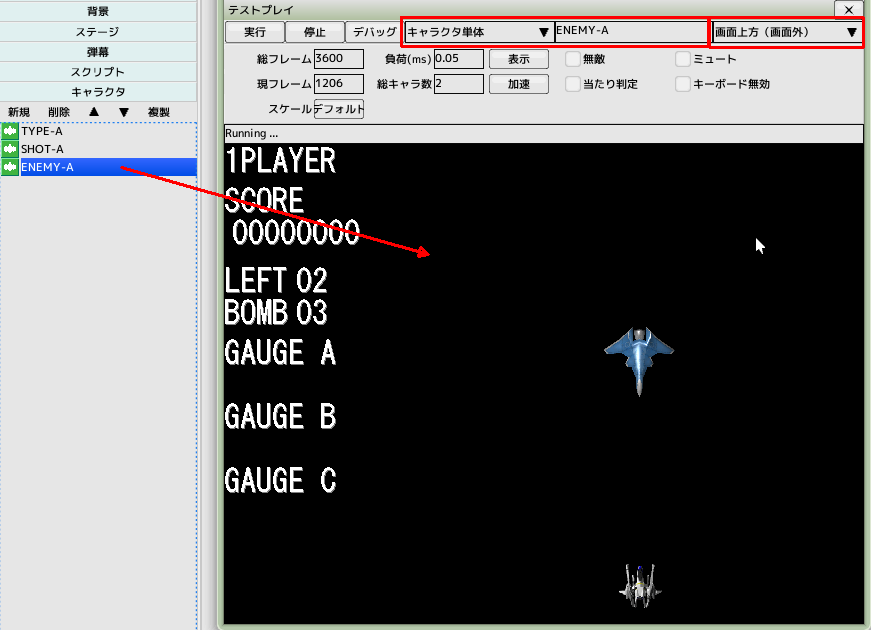 背景
ステージ
弾幕
スクリプト
キャラクタ
新規 削除 ▲ ▼ 複製
TYPE-A
SHOT-A
ENEMY-A
テストプレイ
実行 停止 デバッグ キャラクタ単体 ▼ ENEMY-A 画面上方（画面外） ▼
総フレーム 3600 負荷(ms) 0.05 表示 無敵 ミュート
現フレーム 1206 総キャラ数 2 加速 当たり判定 キーボード無効
スケール デフォルト
Running ...
1PLAYER
SCORE
00000000
LEFT 02
BOMB 03
GAUGE A
GAUGE B
GAUGE C